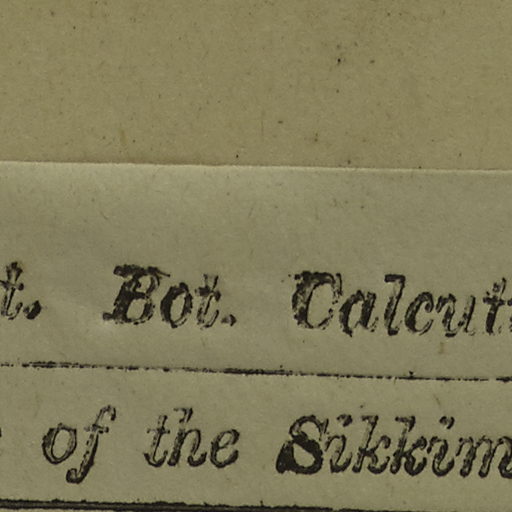 t. Bot. Calcutt
of the Sikkim